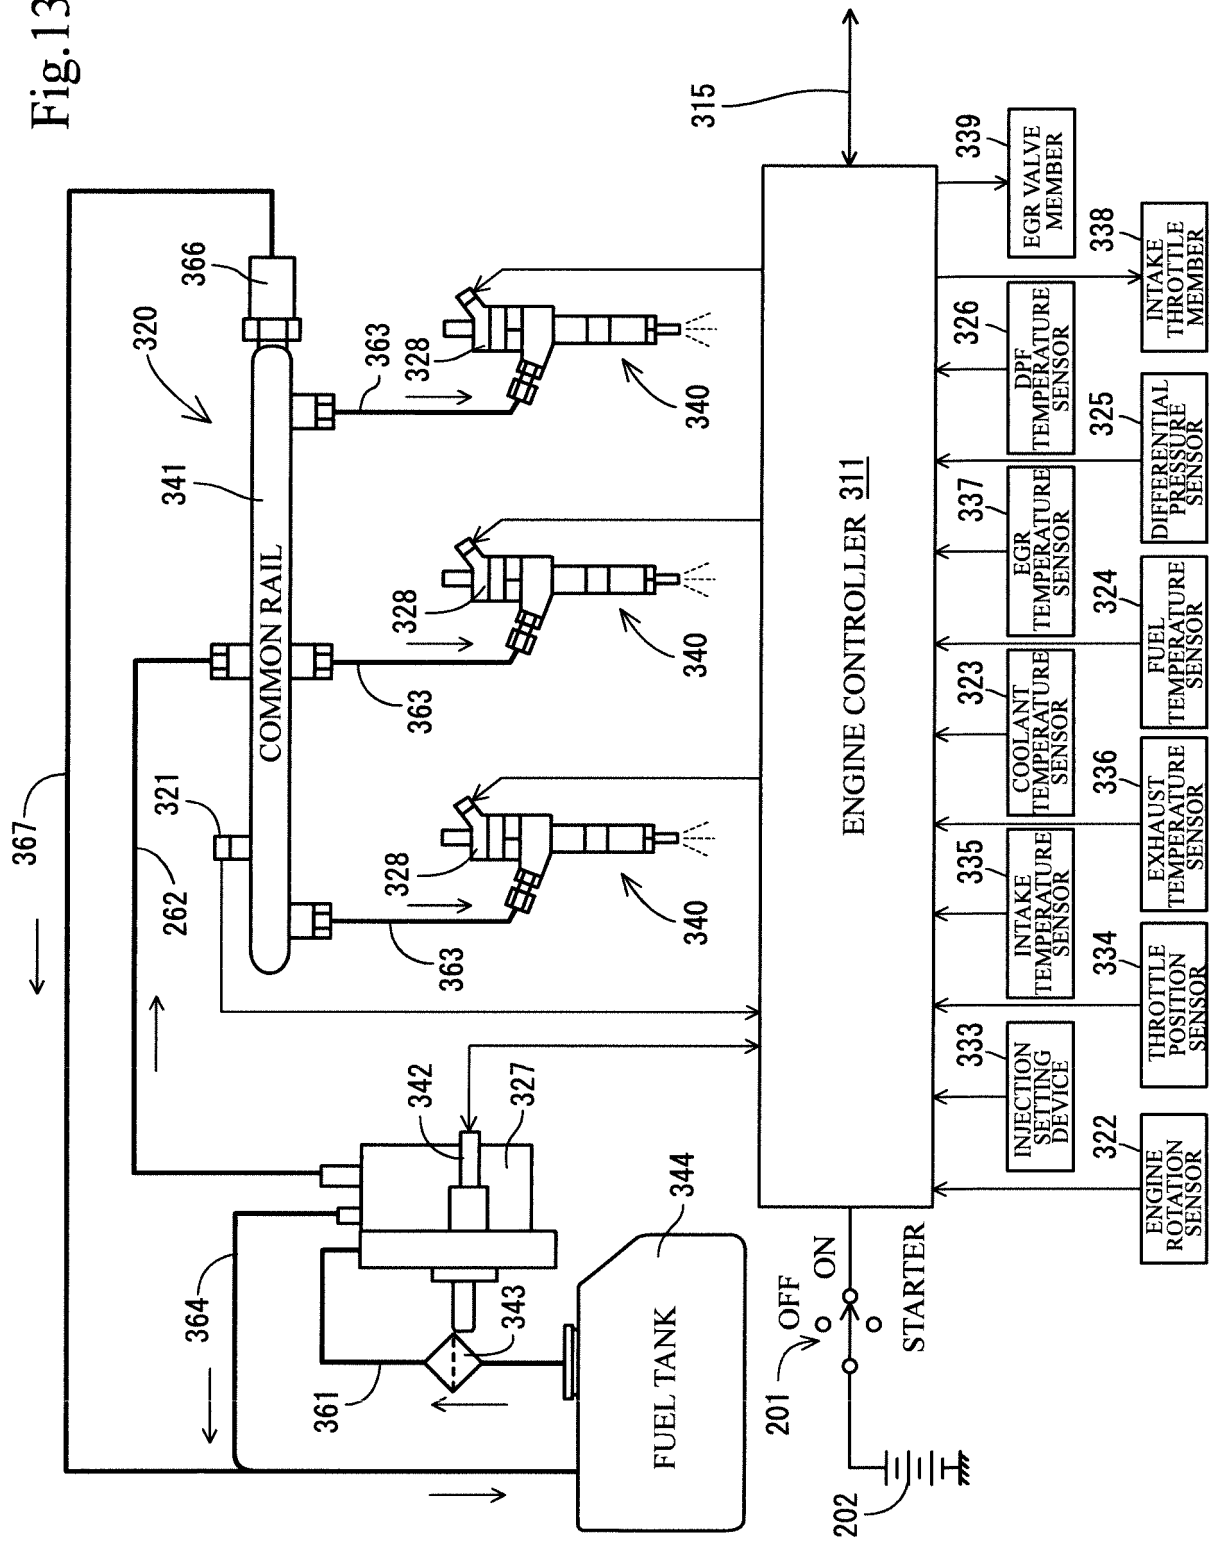 Fig.13
367
320
366
341
COMMON RAIL
321
262
363
363
363
328
328
328
340
340
340
364
342
327
361
343
344
FUEL TANK
315
ENGINE CONTROLLER 311
201
OFF
ON
STARTER
202
322
ENGINE
ROTATION
SENSOR
333
INJECTION
SETTING
DEVICE
334
THROTTLE
POSITION
SENSOR
335
INTAKE
TEMPERATURE
SENSOR
336
EXHAUST
TEMPERATURE
SENSOR
323
COOLANT
TEMPERATURE
SENSOR
324
FUEL
TEMPERATURE
SENSOR
337
EGR
TEMPERATURE
SENSOR
325
DIFFERENTIAL
PRESSURE
SENSOR
326
DPF
TEMPERATURE
SENSOR
338
INTAKE
THROTTLE
MEMBER
339
EGR VALVE
MEMBER